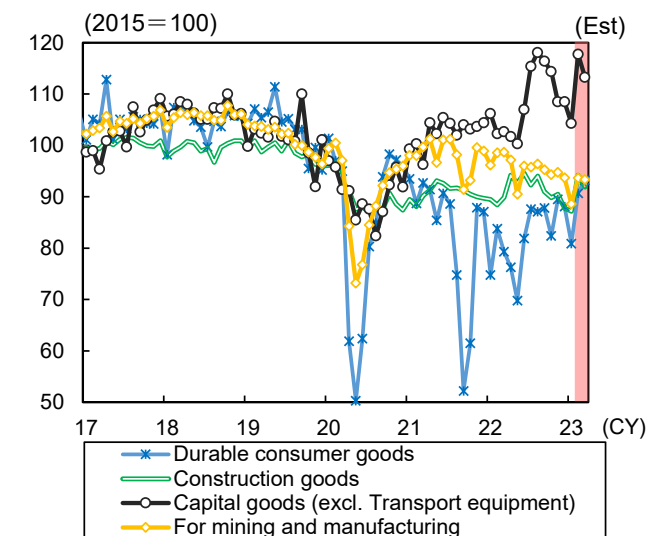 (2015＝100)
(Est)
120
110
100
90
80
70
60
50
17 18 19 20 21 22 23 (CY)
Durable consumer goods
Construction goods
Capital goods (excl. Transport equipment)
For mining and manufacturing